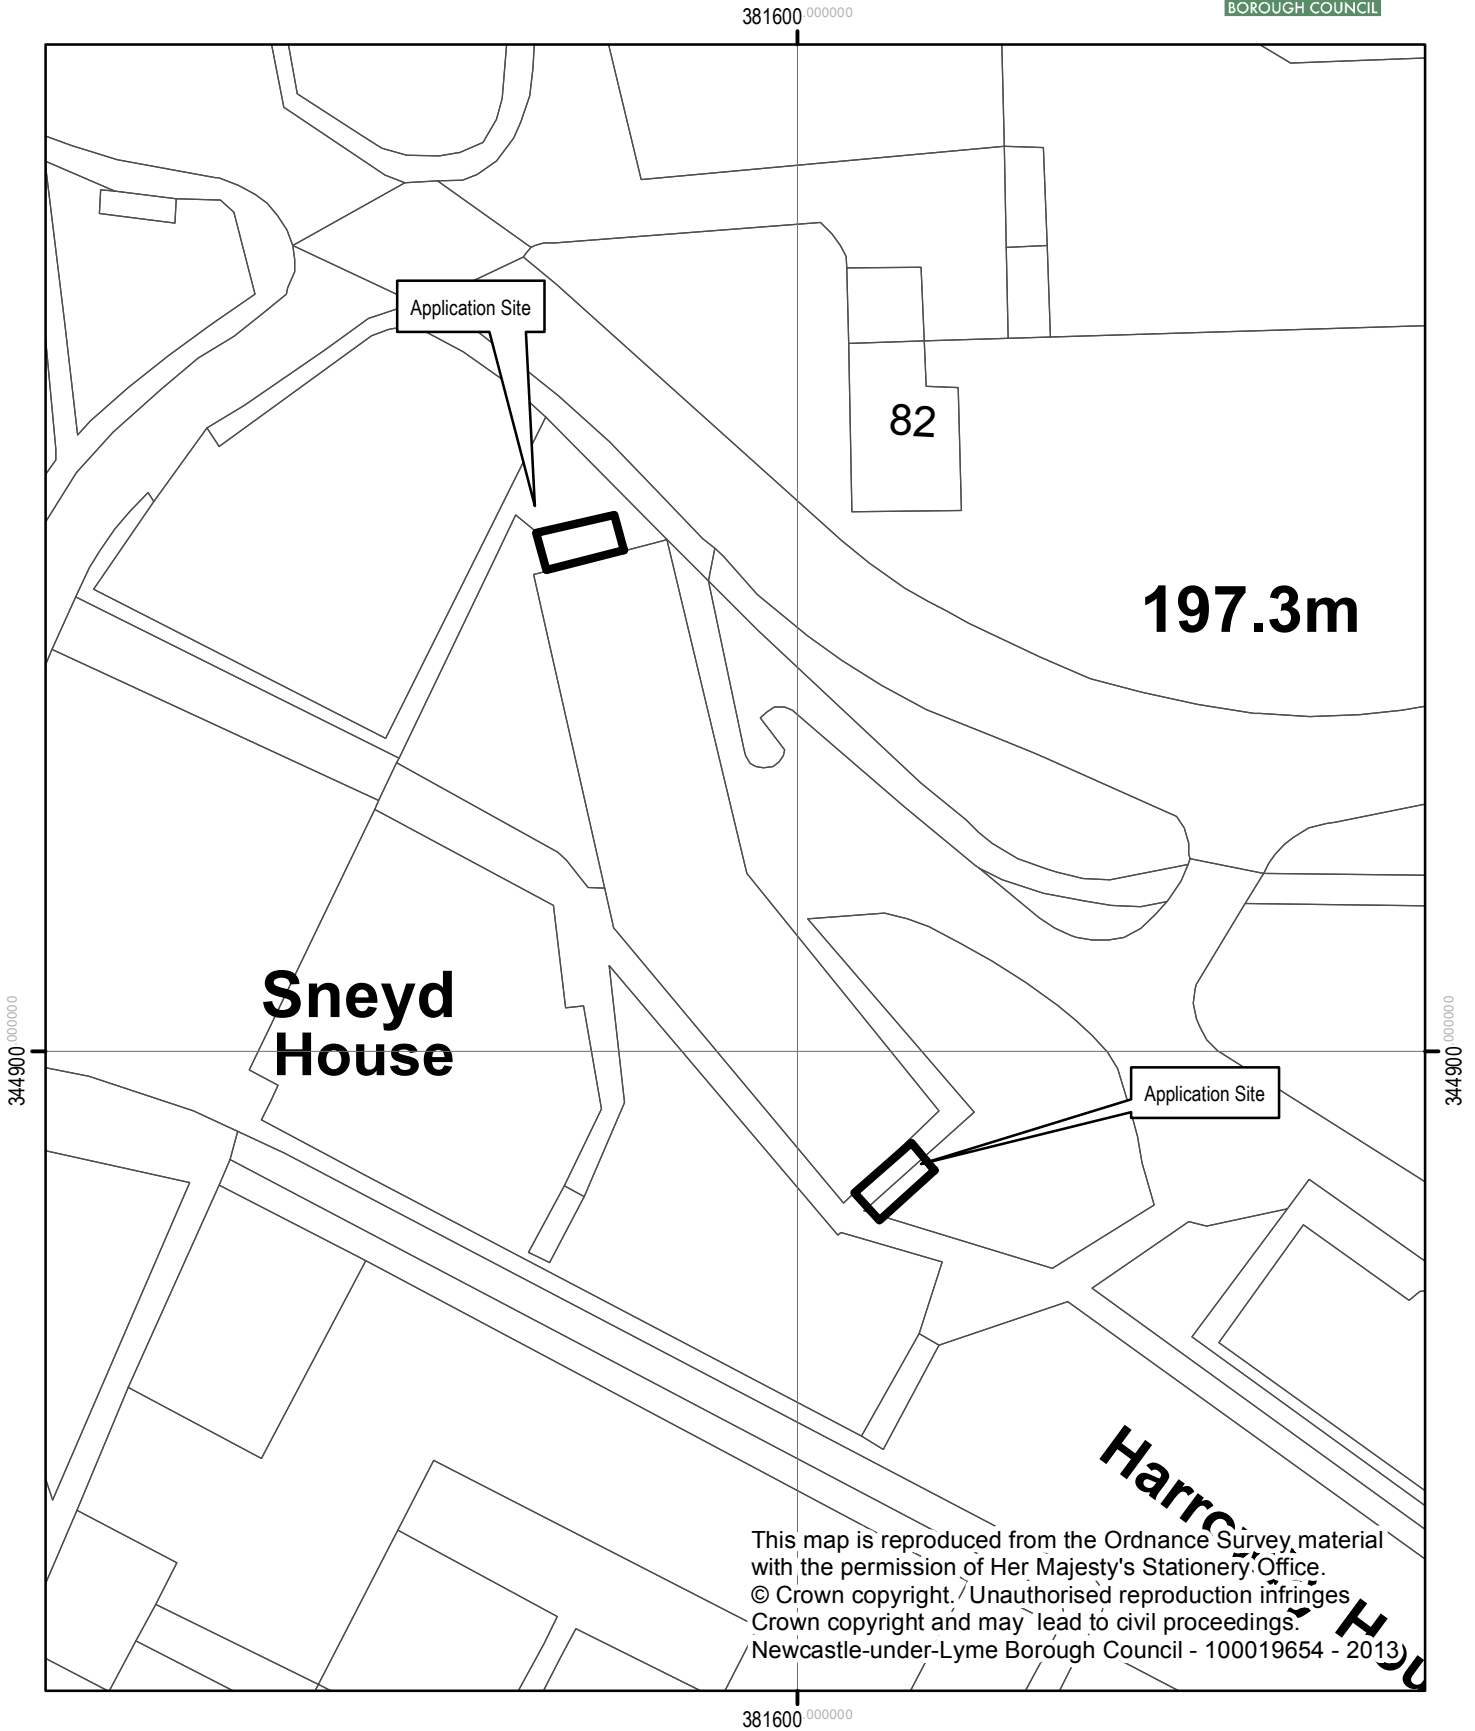 BOROUGH COUNCIL
381600.000000
Application Site
82
197.3m
Sneyd
House
344900.000000
344900.000000
Application Site
This map is reproduced from the Ordnance Survey material
with the permission of Her Majesty's Stationery Office.
© Crown copyright. Unauthorised reproduction infringes
Crown copyright and may lead to civil proceedings.
Newcastle-under-Lyme Borough Council - 100019654 - 2013
381600.000000